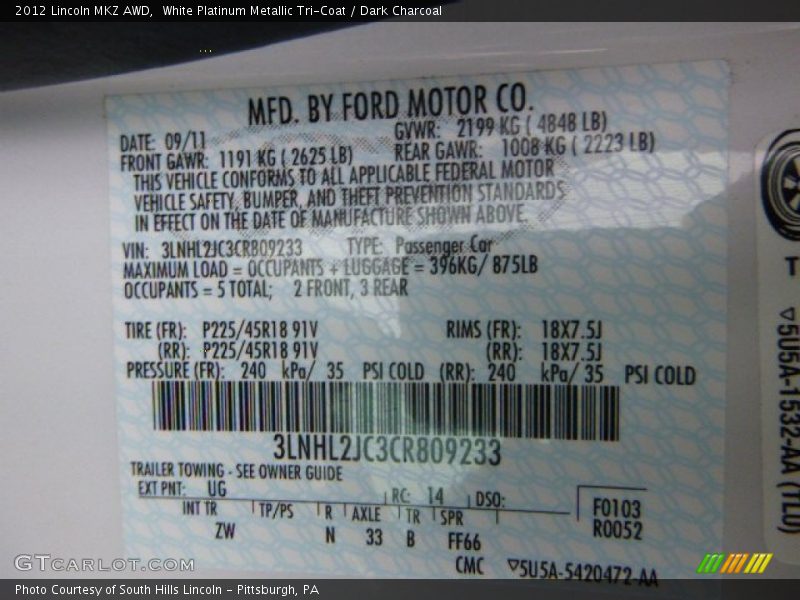 2012 Lincoln MKZ AWD,  White Platinum Metallic Tri-Coat / Dark Charcoal
MFD. BY FORD MOTOR CO.
DATE: 09/11 GVWR: 2199 KG ( 4848 LB)
FRONT GAWR: 1191 KG ( 2625 LB) REAR GAWR: 1008 KG ( 2223 LB)
THIS VEHICLE CONFORMS TO ALL APPLICABLE FEDERAL MOTOR
VEHICLE SAFETY, BUMPER, AND THEFT PREVENTION STANDARDS
IN EFFECT ON THE DATE OF MANUFACTURE SHOWN ABOVE.
VIN: 3LNHL2JC3CR809233 TYPE: Passenger Car
MAXIMUM LOAD = OCCUPANTS + LUGGAGE = 396KG/ 875LB
OCCUPANTS = 5 TOTAL; 2 FRONT, 3 REAR
TIRE (FR): P225/45R18 91V RIMS (FR): 18X7.5J
(RR): P225/45R18 91V (RR): 18X7.5J
PRESSURE (FR): 240 kPa/ 35 PSI COLD (RR): 240 kPa/ 35 PSI COLD
3LNHL2JC3CR809233
TRAILER TOWING - SEE OWNER GUIDE
EXT PNT: UG RC: 14 DSO: F0103
INT TR TP/PS R AXLE TR SPR R0052
ZW N 33 B FF66
CMC ▽5U5A-5420472-AA
T
▽5U5A-1532-AA (1L0)
GTCARLOT.COM
Photo Courtesy of South Hills Lincoln - Pittsburgh, PA